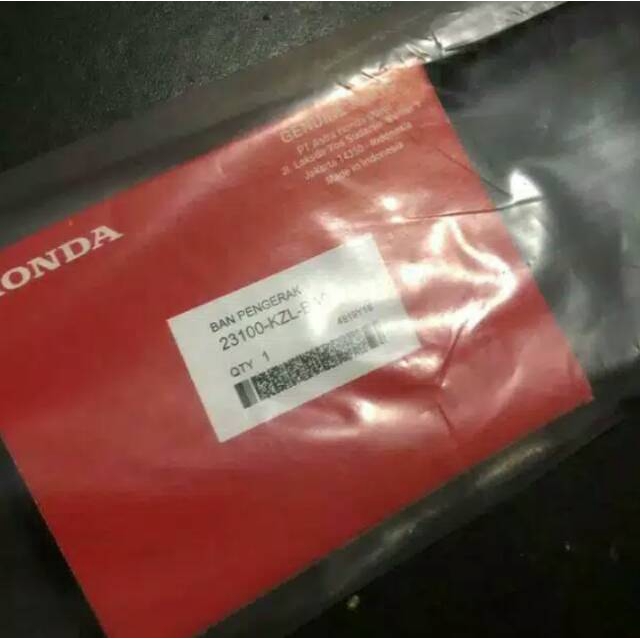 GENUINE
PT Astra Honda Motor
Jl. Laksda Yos Sudarso
Jakarta 14350 - Indonesia
Made in Indonesia
HONDA
BAN PENGERAK
23100-KZL-
4919Y16
QTY 1